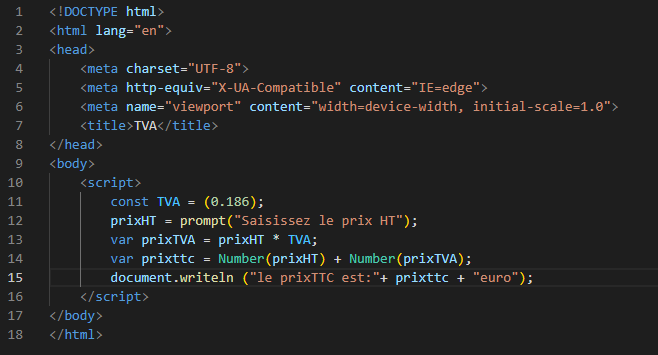 1 <!DOCTYPE html>
2 <html lang="en">
3 <head>
4     <meta charset="UTF-8">
5     <meta http-equiv="X-UA-Compatible" content="IE=edge">
6     <meta name="viewport" content="width=device-width, initial-scale=1.0">
7     <title>TVA</title>
8 </head>
9 <body>
10     <script>
11         const TVA = (0.186);
12         prixHT = prompt("Saisissez le prix HT");
13         var prixTVA = prixHT * TVA;
14         var prixttc = Number(prixHT) + Number(prixTVA);
15         document.writeln ("le prixTTC est:"+ prixttc + "euro");
16     </script>
17 </body>
18 </html>